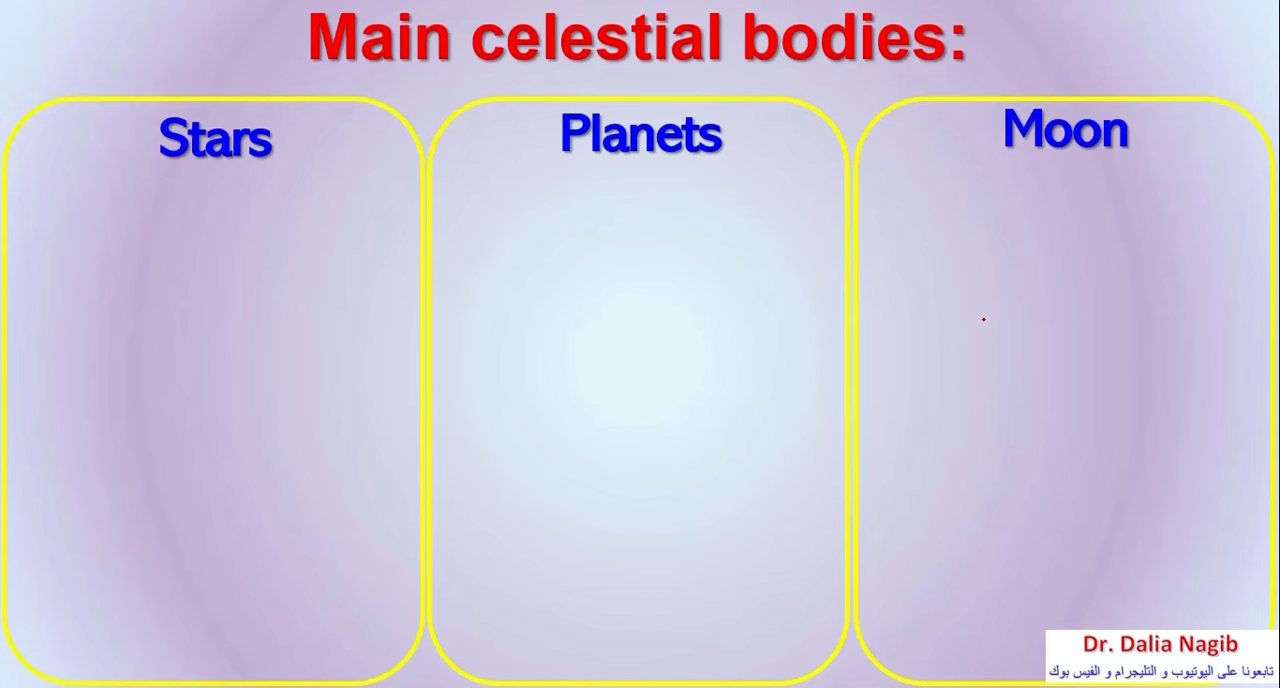 Main celestial bodies:
Stars
Planets
Moon
Dr. Dalia Nagib
تابعونا على اليوتيوب و التليجرام و الفيس بوك